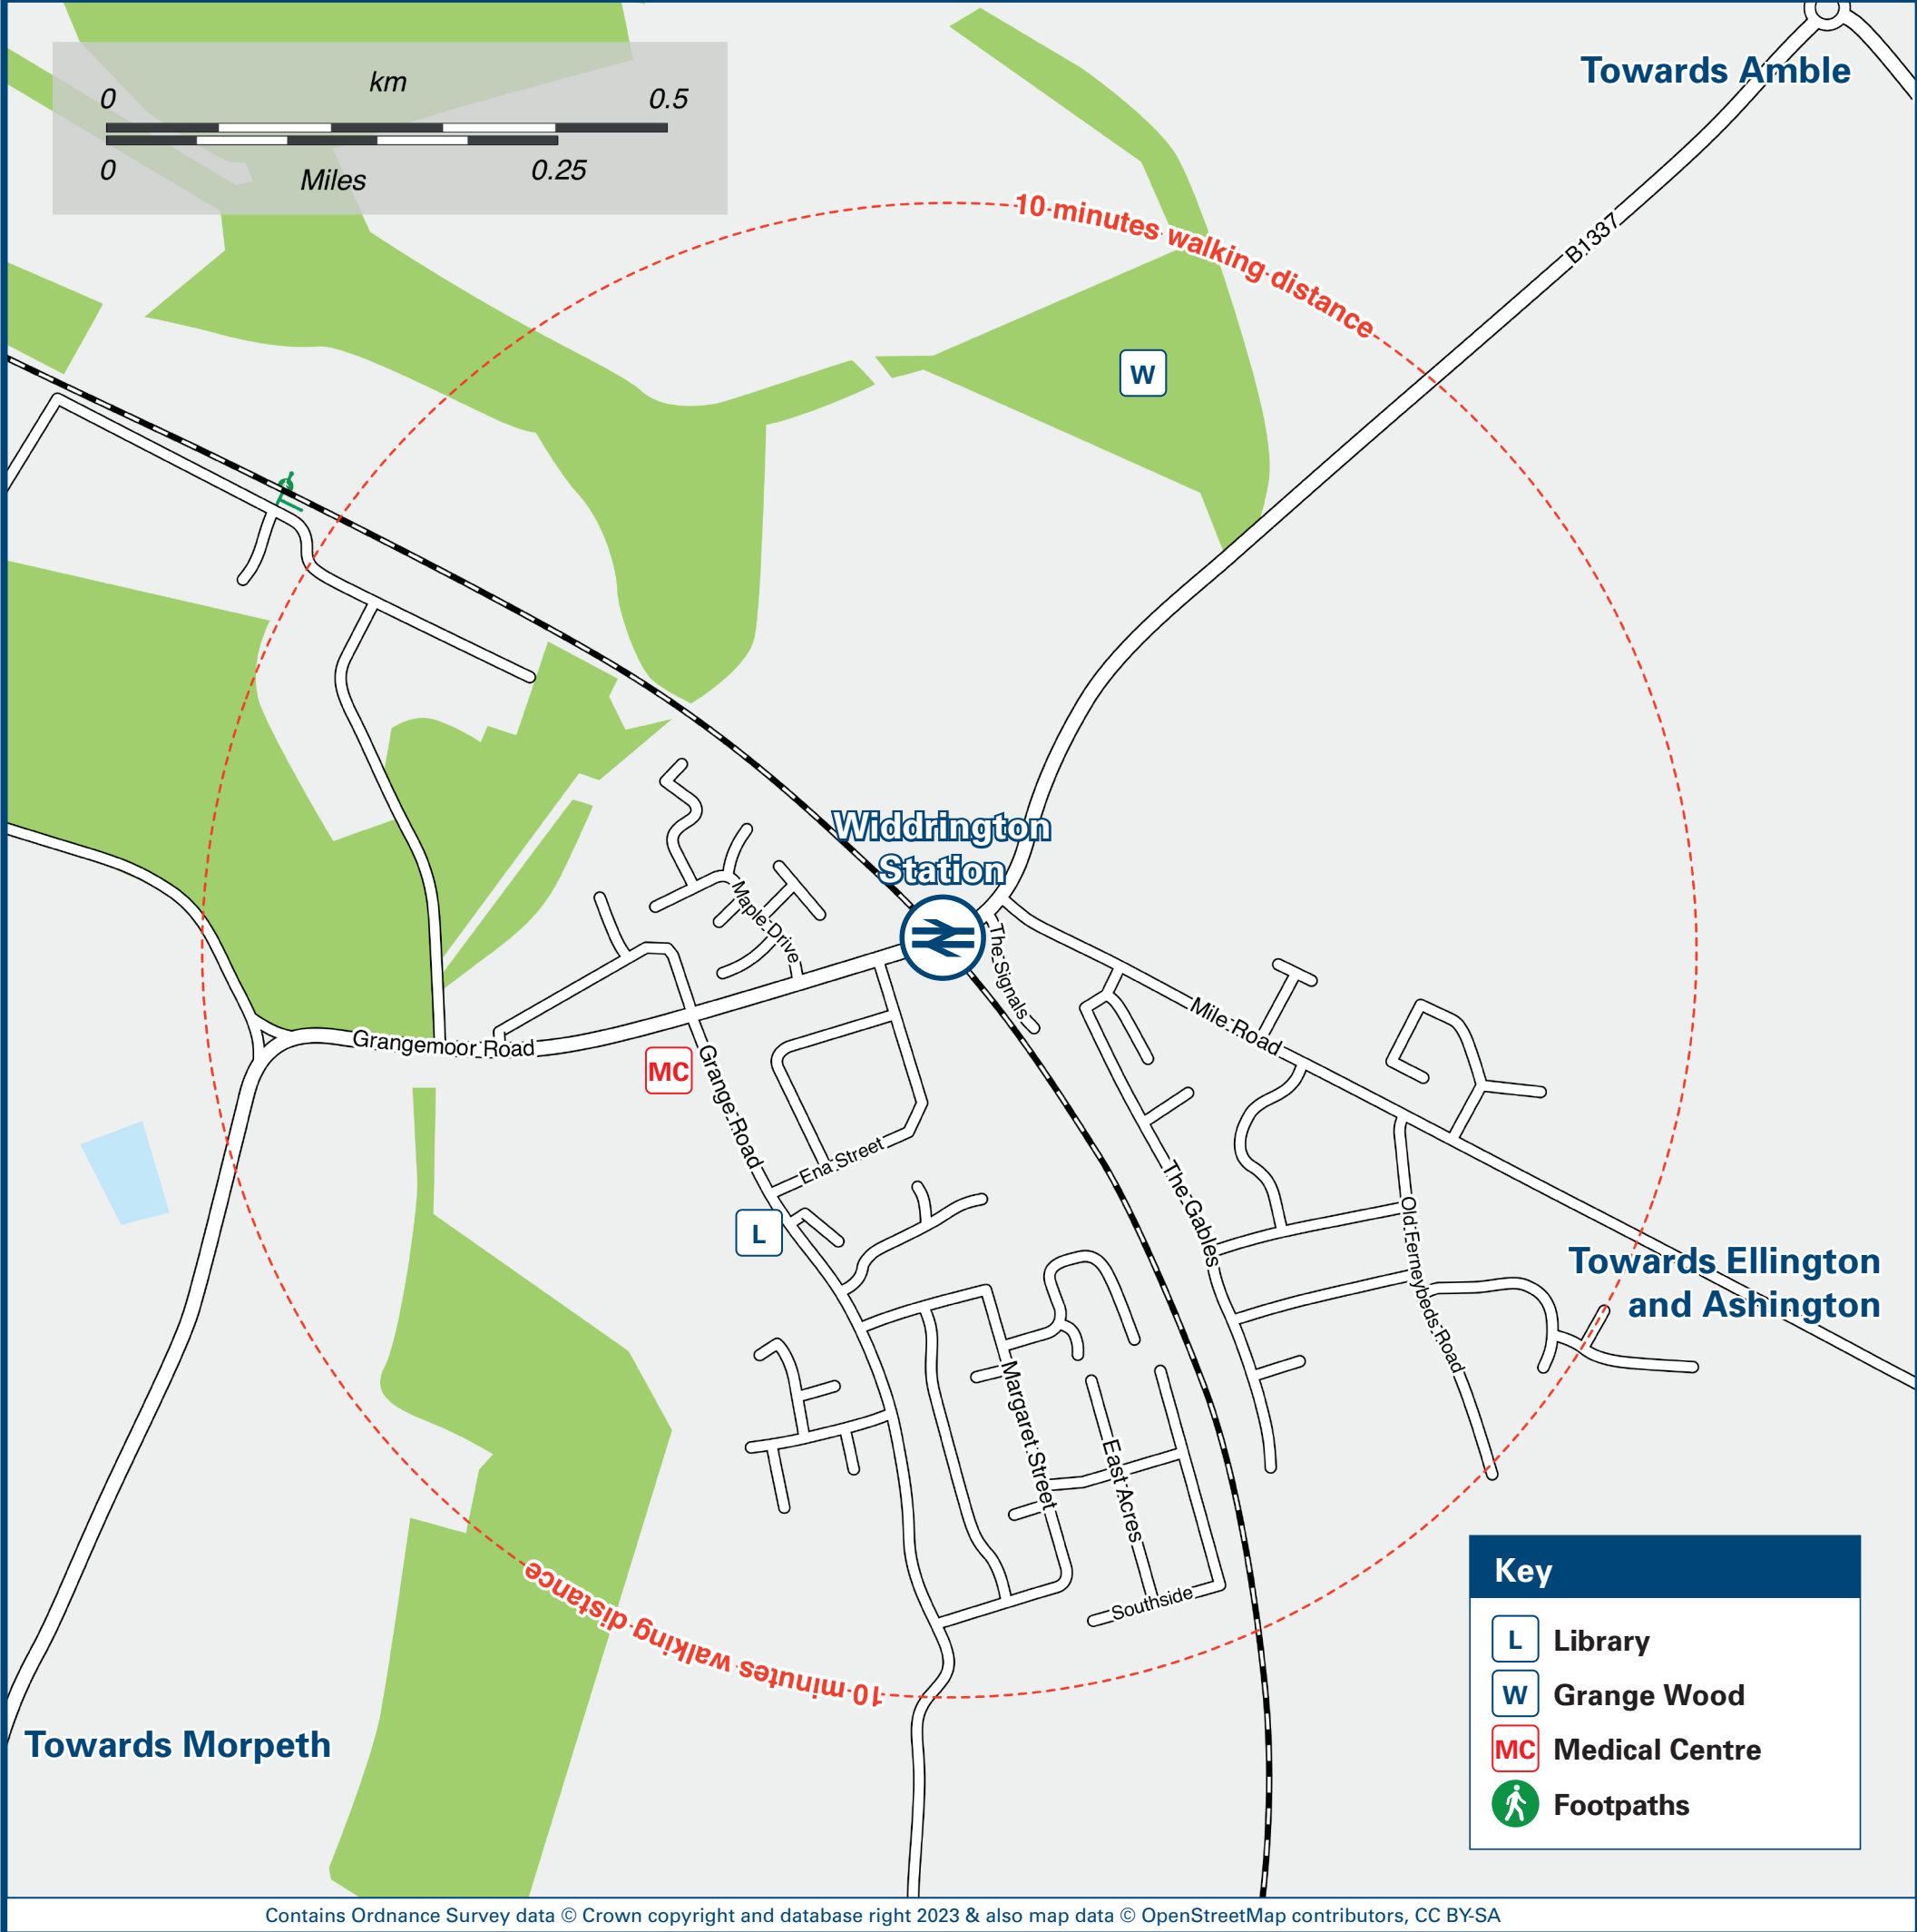 km
0
0.5
0
Miles
0.25
Towards Amble
10 minutes walking distance
B1337
W
Widdrington
Station
Maple Drive
The Signals
Mile Road
Grangemoor Road
MC
Grange Road
Ena Street
L
The Gables
Old Ferneybeds Road
Towards Ellington
and Ashington
Margaret Street
East Acres
Southside
10 minutes walking distance
Towards Morpeth
Key
L Library
W Grange Wood
MC Medical Centre
Footpaths
Contains Ordnance Survey data © Crown copyright and database right 2023 & also map data © OpenStreetMap contributors, CC BY-SA